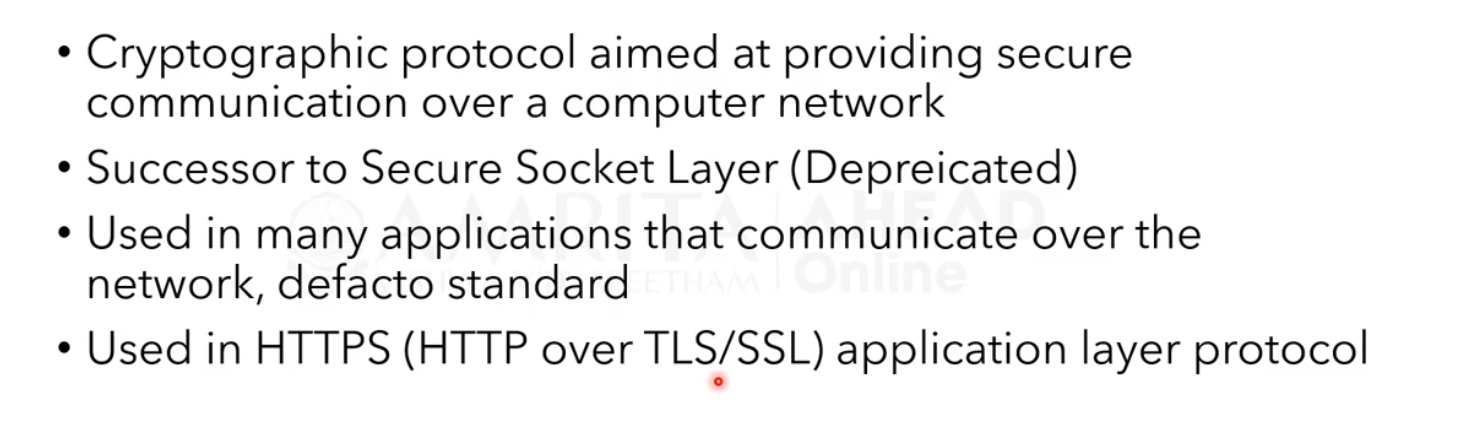 • Cryptographic protocol aimed at providing secure
communication over a computer network
• Successor to Secure Socket Layer (Depreicated)
• Used in many applications that communicate over the
network, defacto standard
• Used in HTTPS (HTTP over TLS/SSL) application layer protocol
AMRITA AHEAD
Online